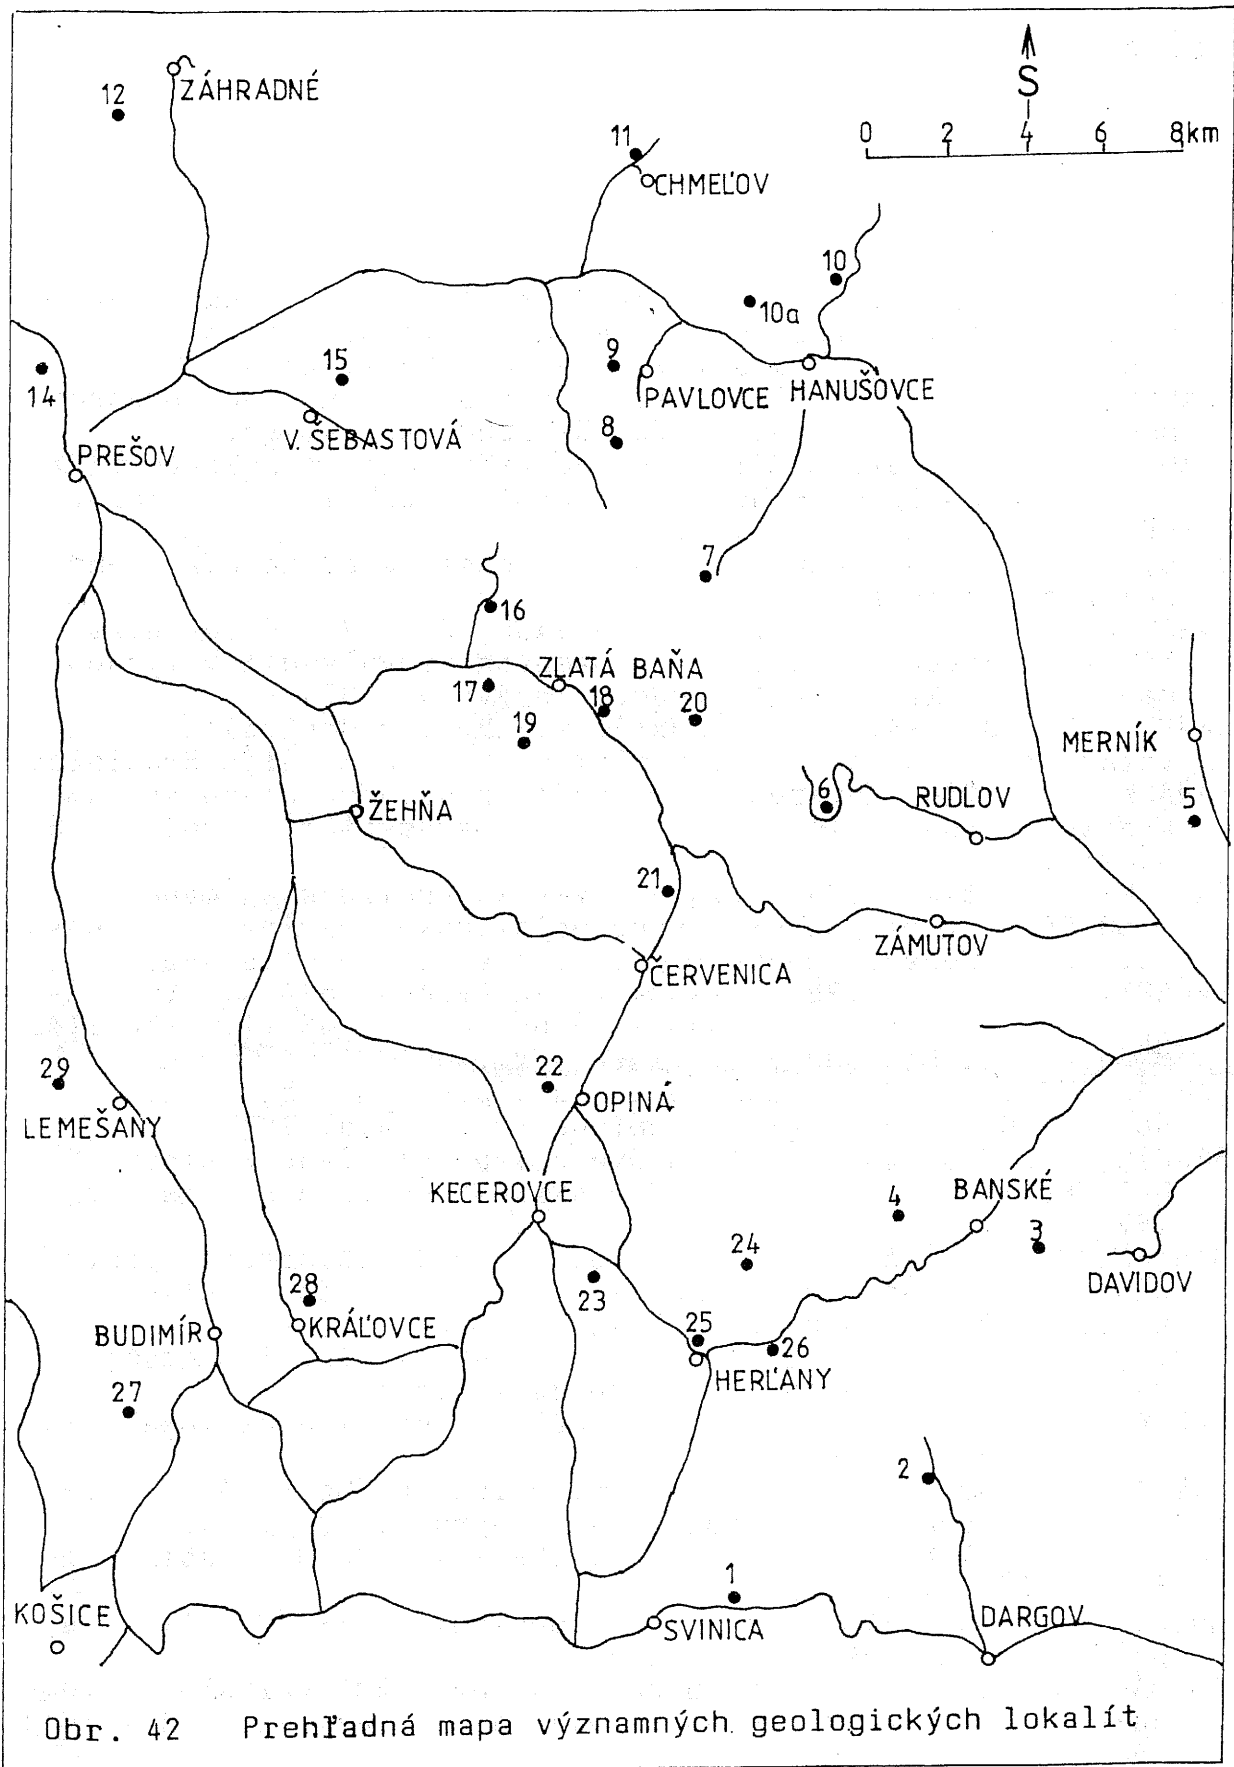 ZÁHRADNÉ
12
S
0 2 4 6 8km
11
CHMEĽOV
10
10a
9
15
14
PAVLOVCE
HANUŠOVCE
V. ŠEBASTOVÁ
8
PREŠOV
7
16
ZLATÁ BAŇA
17
18
20
19
MERNÍK
6
RUDLOV
5
ŽEHŇA
21
ZÁMUTOV
ČERVENICA
29
22
OPINÁ
LEMEŠANY
KECEROVCE
4
BANSKÉ
3
24
DAVIDOV
28
23
25
BUDIMÍR
KRÁĽOVCE
26
HERĽANY
27
2
1
KOŠICE
SVINICA
DARGOV
Obr. 42 Prehľadná mapa významných geologických lokalít